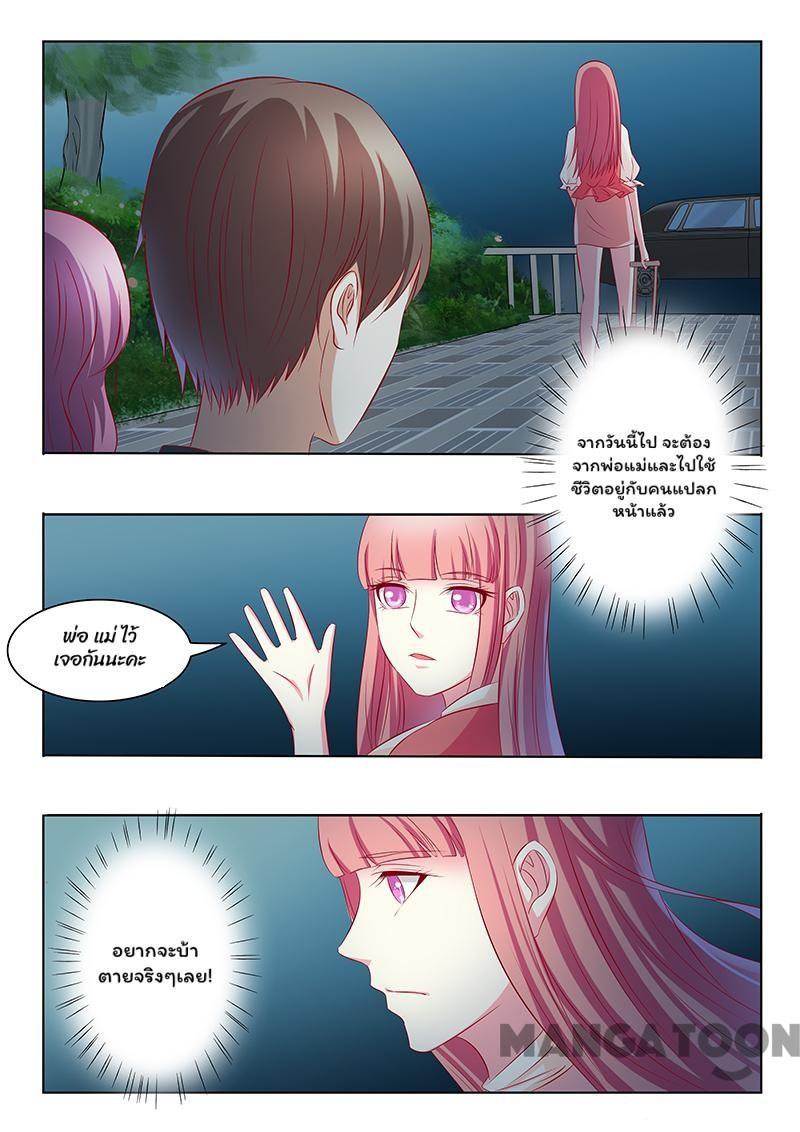 จากวันนี้ไป จะต้อง
จากพ่อแม่และไปใช้
ชีวิตอยู่กับคนแปลก
หน้าแล้ว
พ่อ แม่ ไว้
เจอกันนะคะ
อยากจะบ้า
ตายจริงๆเลย!
MANGATOON